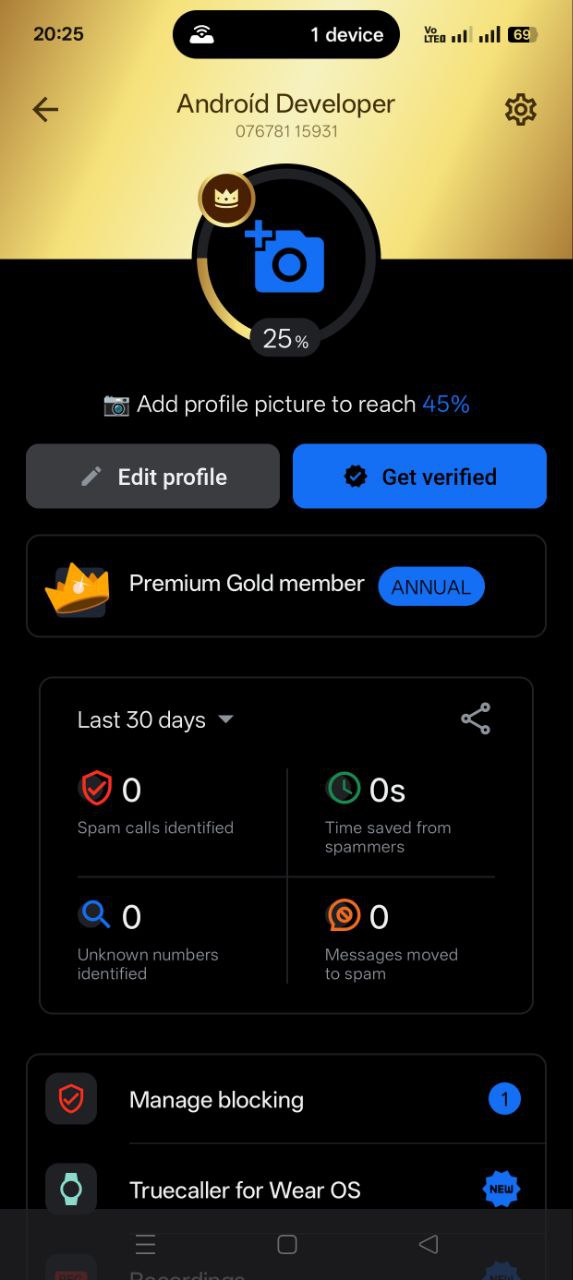 20:25
1 device
Vo
LTE
69
Androíd Developer
076781 15931
25%
📷 Add profile picture to reach 45%
Edit profile
Get verified
Premium Gold member
ANNUAL
Last 30 days
0
Spam calls identified
0s
Time saved from
spammers
0
Unknown numbers
identified
0
Messages moved
to spam
Manage blocking
1
Truecaller for Wear OS
NEW
REC
Recordings
NEW